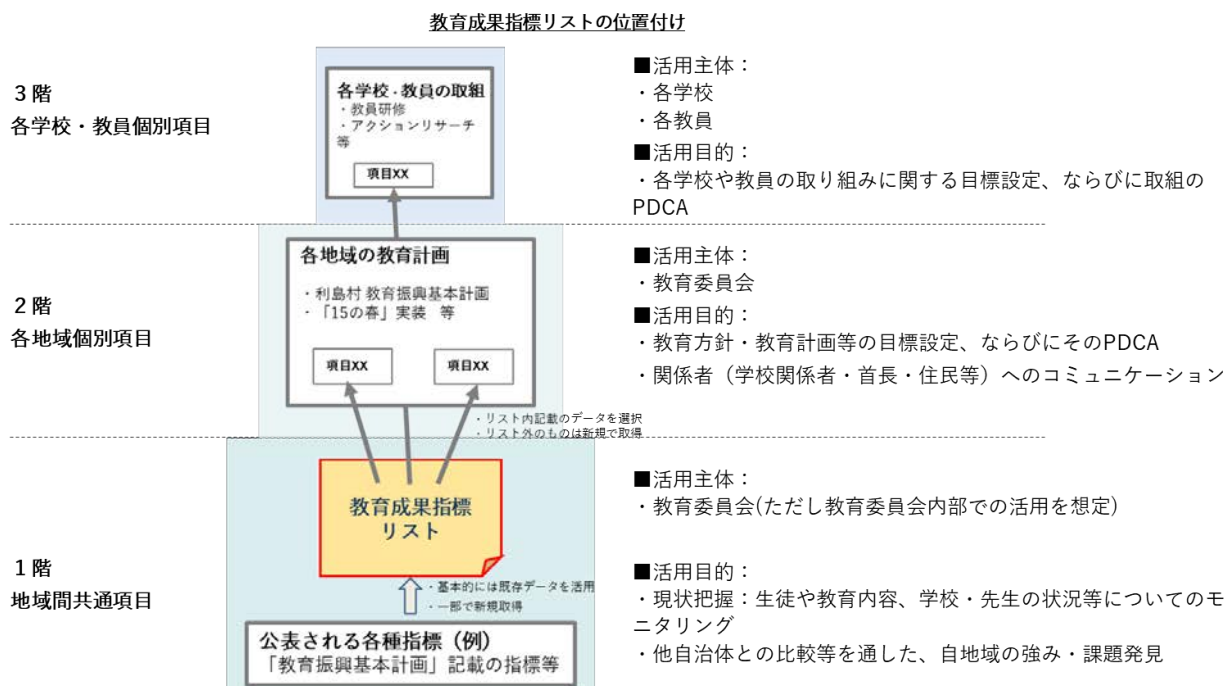 教育成果指標リストの位置付け
3階
各学校・教員個別項目
各学校・教員の取組
・教員研修
・アクションリサーチ
等
項目XX
■活用主体：
・各学校
・各教員
■活用目的：
・各学校や教員の取り組みに関する目標設定、ならびに取組の
PDCA
2階
各地域個別項目
各地域の教育計画
・利島村 教育振興基本計画
・「15の春」実装　等
項目XX
項目XX
・リスト内記載のデータを選択
・リスト外のものは新規で取得
■活用主体：
・教育委員会
■活用目的：
・教育方針・教育計画等の目標設定、ならびにそのPDCA
・関係者（学校関係者・首長・住民等）へのコミュニケーション
1階
地域間共通項目
教育成果指標
リスト
・基本的には既存データを活用
・一部で新規取得
公表される各種指標（例）
「教育振興基本計画」記載の指標等
■活用主体：
・教育委員会(ただし教育委員会内部での活用を想定)
■活用目的：
・現状把握：生徒や教育内容、学校・先生の状況等についてのモ
ニタリング
・他自治体との比較等を通した、自地域の強み・課題発見